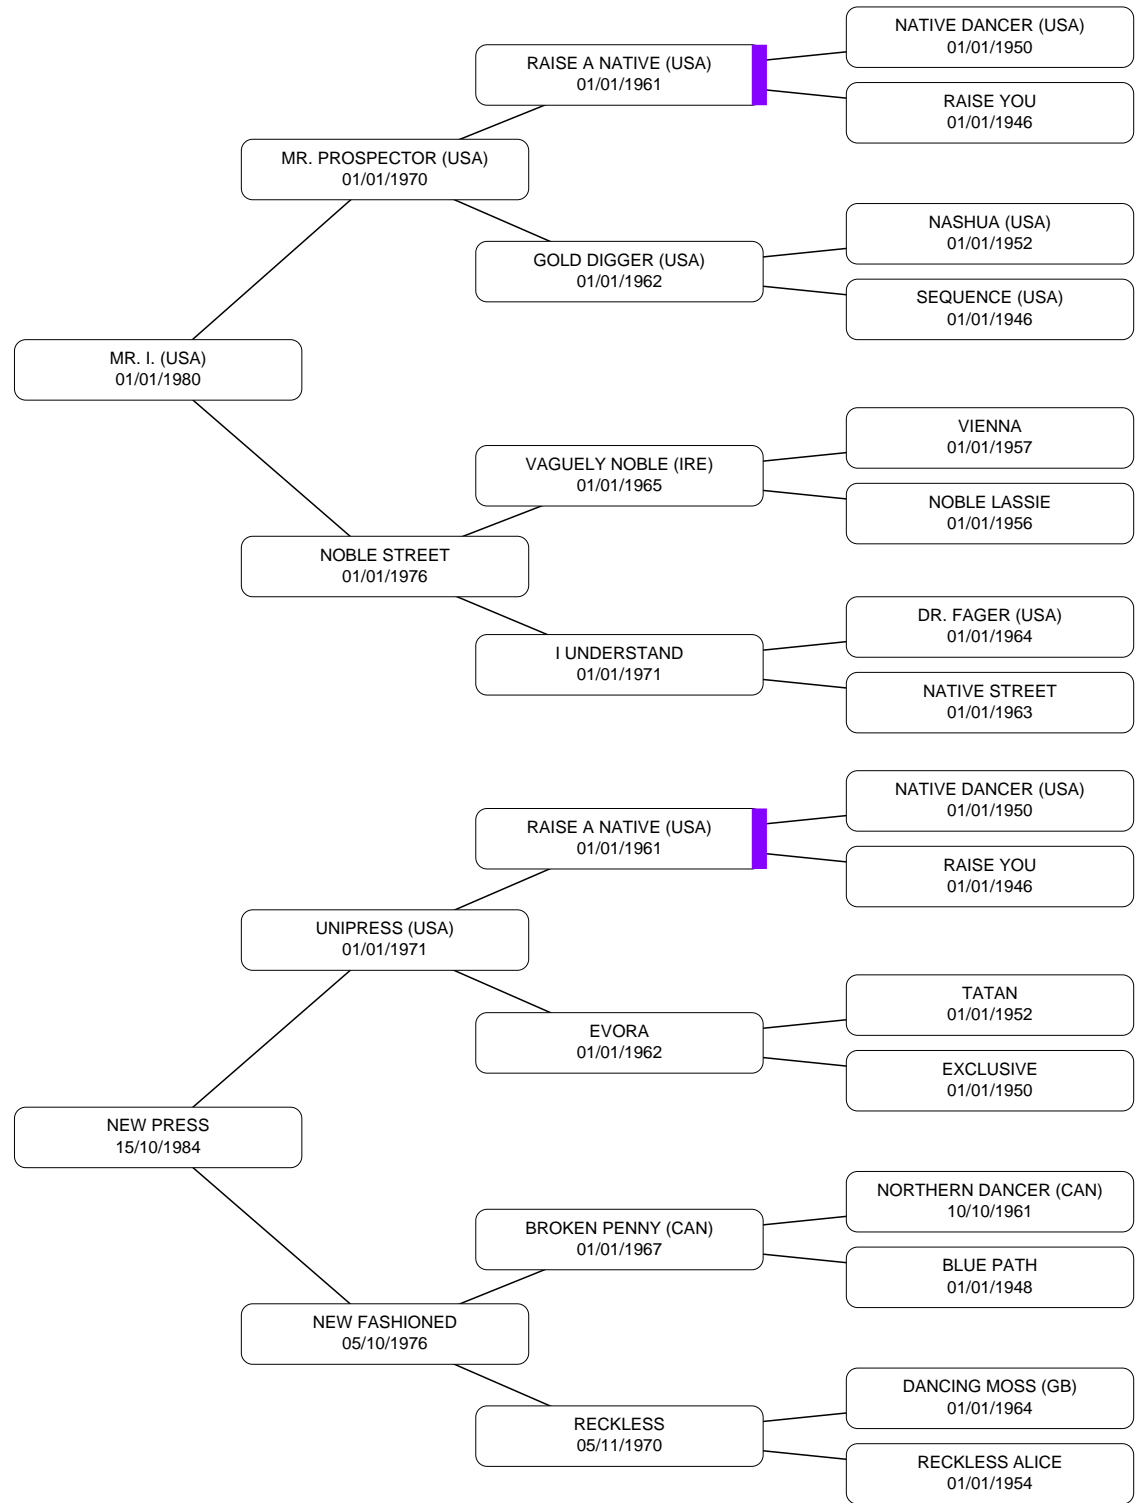 NATIVE DANCER (USA)
01/01/1950
RAISE A NATIVE (USA)
01/01/1961
RAISE YOU
01/01/1946
MR. PROSPECTOR (USA)
01/01/1970
NASHUA (USA)
01/01/1952
GOLD DIGGER (USA)
01/01/1962
SEQUENCE (USA)
01/01/1946
MR. I. (USA)
01/01/1980
VIENNA
01/01/1957
VAGUELY NOBLE (IRE)
01/01/1965
NOBLE LASSIE
01/01/1956
NOBLE STREET
01/01/1976
DR. FAGER (USA)
01/01/1964
I UNDERSTAND
01/01/1971
NATIVE STREET
01/01/1963
NATIVE DANCER (USA)
01/01/1950
RAISE A NATIVE (USA)
01/01/1961
RAISE YOU
01/01/1946
UNIPRESS (USA)
01/01/1971
TATAN
01/01/1952
EVORA
01/01/1962
EXCLUSIVE
01/01/1950
NEW PRESS
15/10/1984
NORTHERN DANCER (CAN)
10/10/1961
BROKEN PENNY (CAN)
01/01/1967
BLUE PATH
01/01/1948
NEW FASHIONED
05/10/1976
DANCING MOSS (GB)
01/01/1964
RECKLESS
05/11/1970
RECKLESS ALICE
01/01/1954